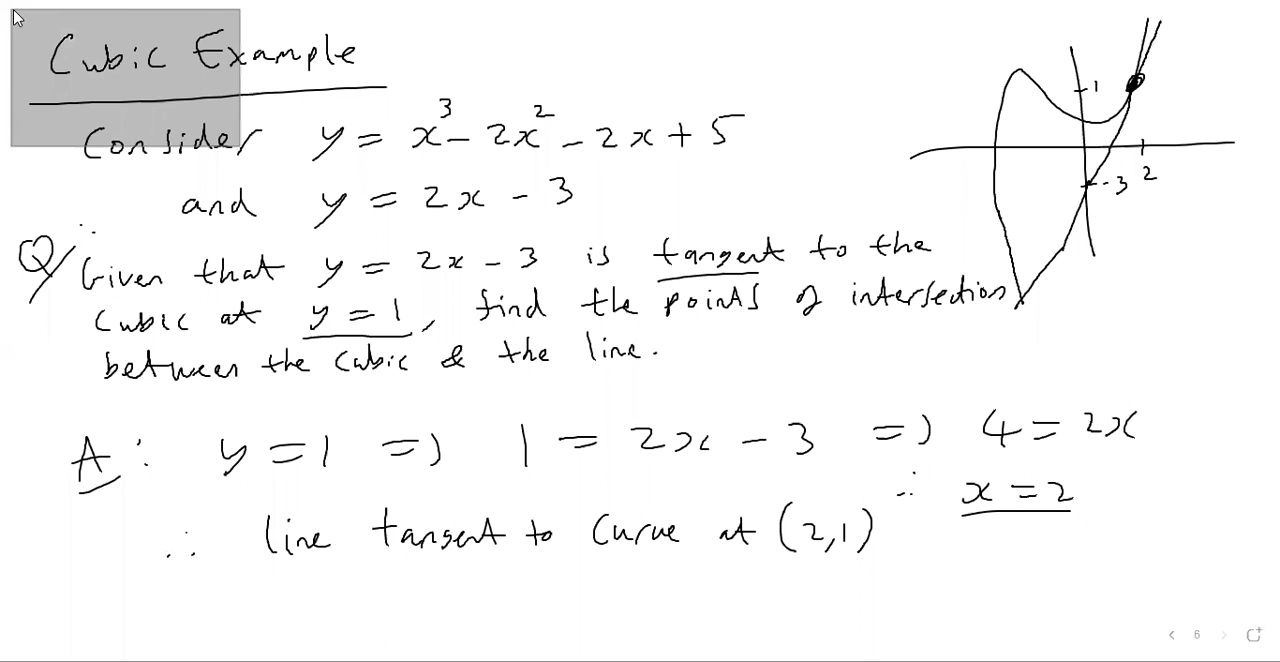 Cubic Example
Consider y = x³ - 2x² - 2x + 5
and y = 2x - 3
Q/ Given that y = 2x - 3 is tangent to the
cubic at y = 1, find the points of intersection
between the cubic & the line.
A: y = 1 => 1 = 2x - 3 => 4 = 2x
∴ x = 2
∴ line tangent to curve at (2,1)
1
-3 2
6